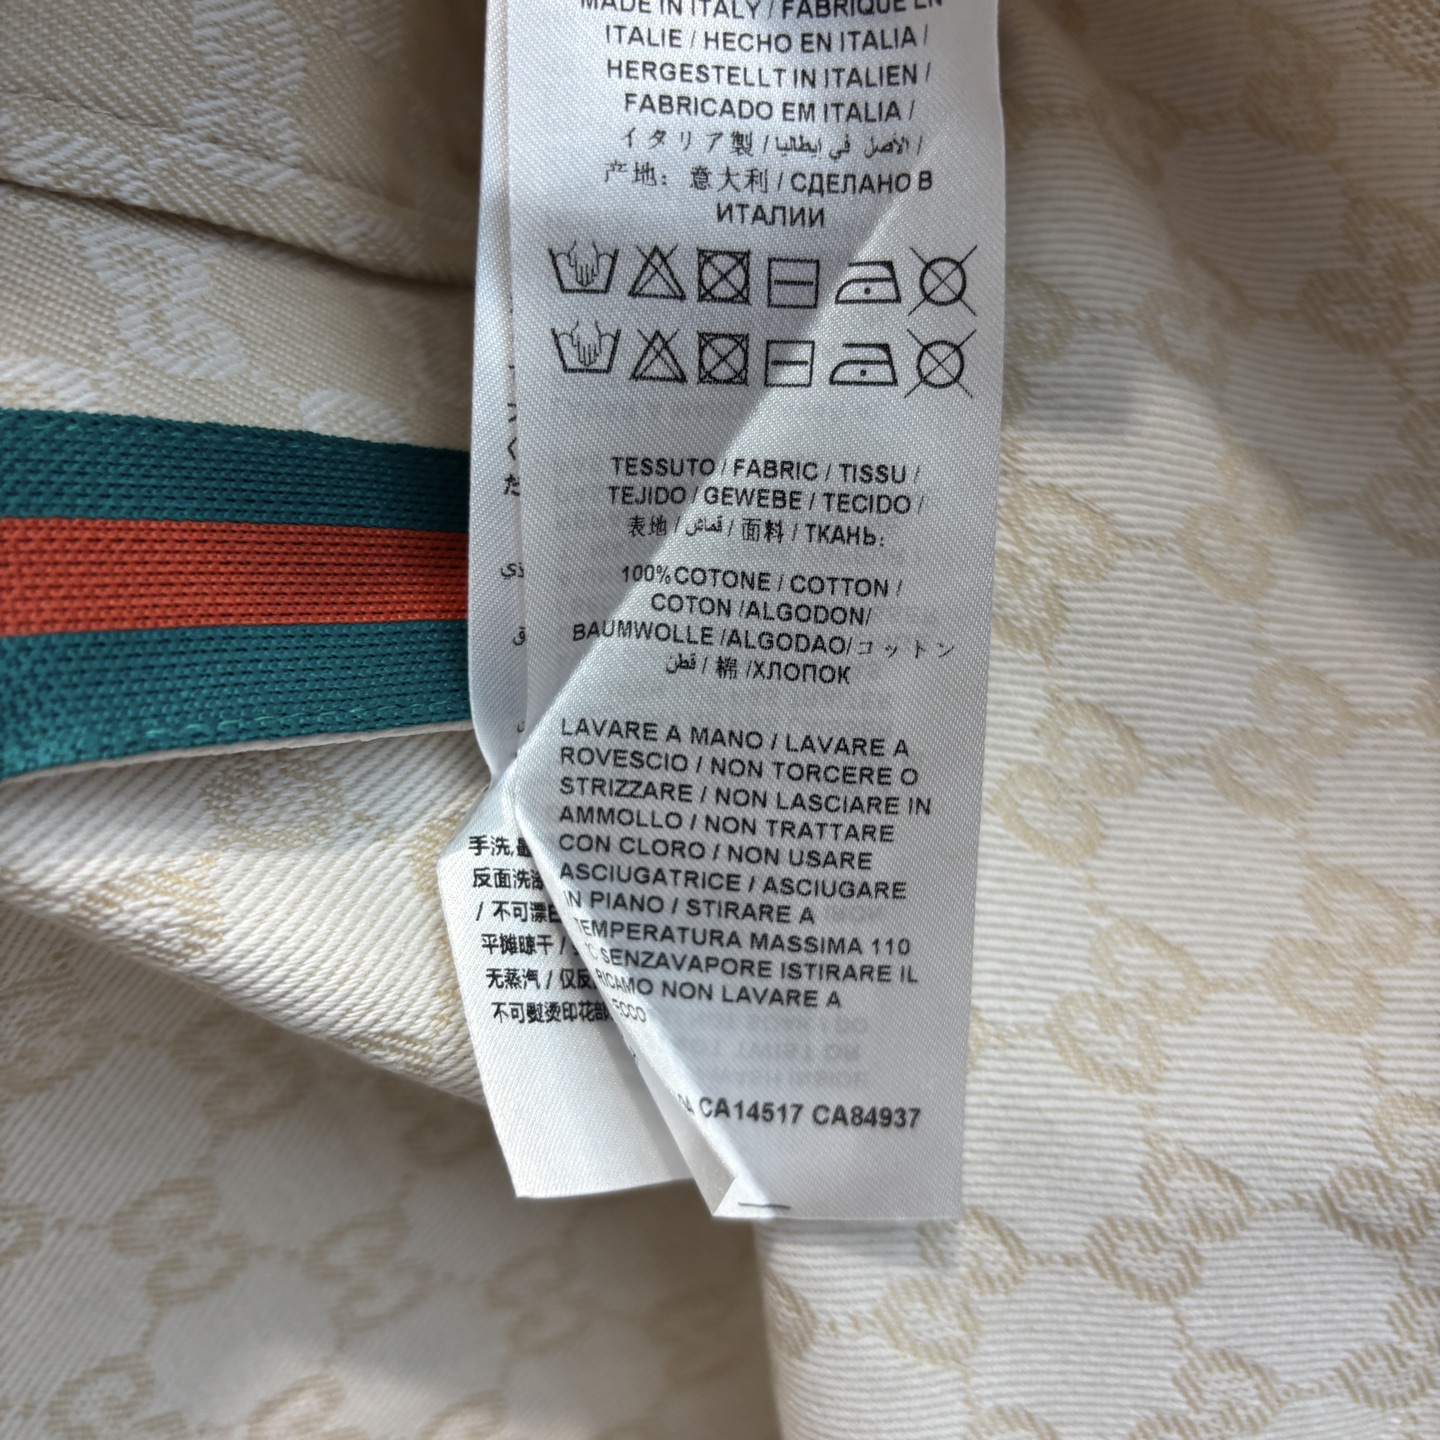 MADE IN ITALY / FABRIQUÉ EN
ITALIE / HECHO EN ITALIA /
HERGESTELLT IN ITALIEN /
FABRICADO EM ITALIA /
イタリア製 / الأصل في ايطاليا /
产地：意大利 / СДЕЛАНО В
ИТАЛИИ
TESSUTO / FABRIC / TISSU /
TEJIDO / GEWEBE / TECIDO /
表地 / قماش / 面料 / ТКАНЬ:
100%COTONE / COTTON /
COTON /ALGODON/
BAUMWOLLE /ALGODAO/コットン
قطن / 棉 /ХЛОПОК
LAVARE A MANO / LAVARE A
ROVESCIO / NON TORCERE O
STRIZZARE / NON LASCIARE IN
AMMOLLO / NON TRATTARE
CON CLORO / NON USARE
ASCIUGATRICE / ASCIUGARE
IN PIANO / STIRARE A
TEMPERATURA MASSIMA 110
°C SENZAVAPORE ISTIRARE IL
RICAMO NON LAVARE A
ECCO
CA14517 CA84937
手洗
反面洗涤
/ 不可漂白
平摊晾干 /
无蒸汽 / 仅反
不可熨烫印花部